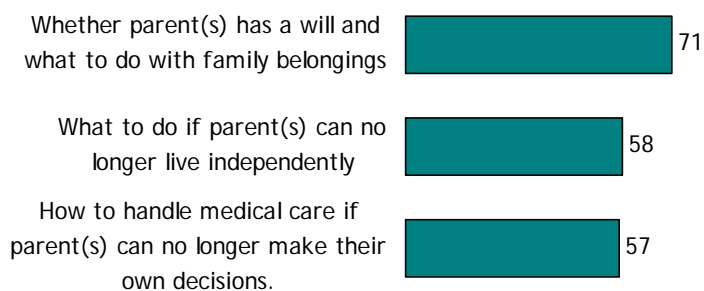 Whether parent(s) has a will and
what to do with family belongings
71
What to do if parent(s) can no
longer live independently
58
How to handle medical care if
parent(s) can no longer make their
own decisions.
57